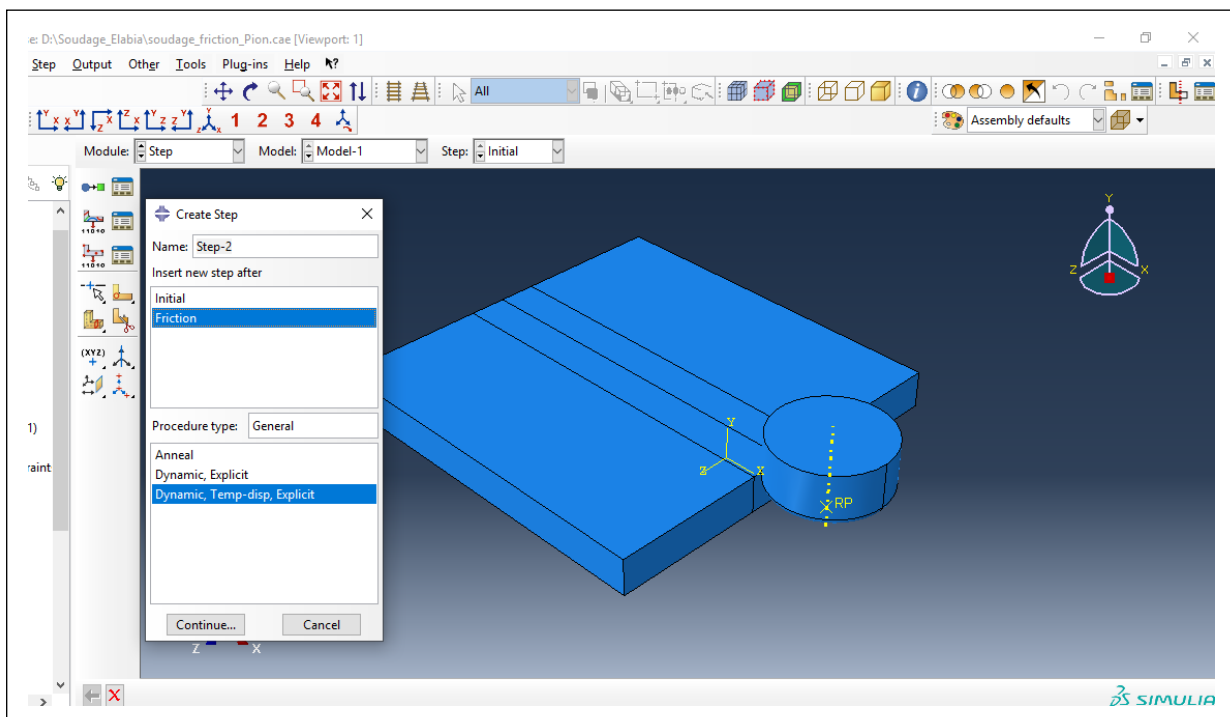 e: D:\Soudage_Elabia\soudage_friction_Pion.cae [Viewport: 1]
Step Output Other Tools Plug-ins Help
All
1 2 3 4
Assembly defaults
Module: Step Model: Model-1 Step: Initial
Create Step
Name: Step-2
Insert new step after
Initial
Friction
Procedure type: General
Anneal
Dynamic, Explicit
Dynamic, Temp-disp, Explicit
Continue... Cancel
(XYZ)
1)
raint
Y
Z X
Y
Z X
RP
Z X
SIMULIA